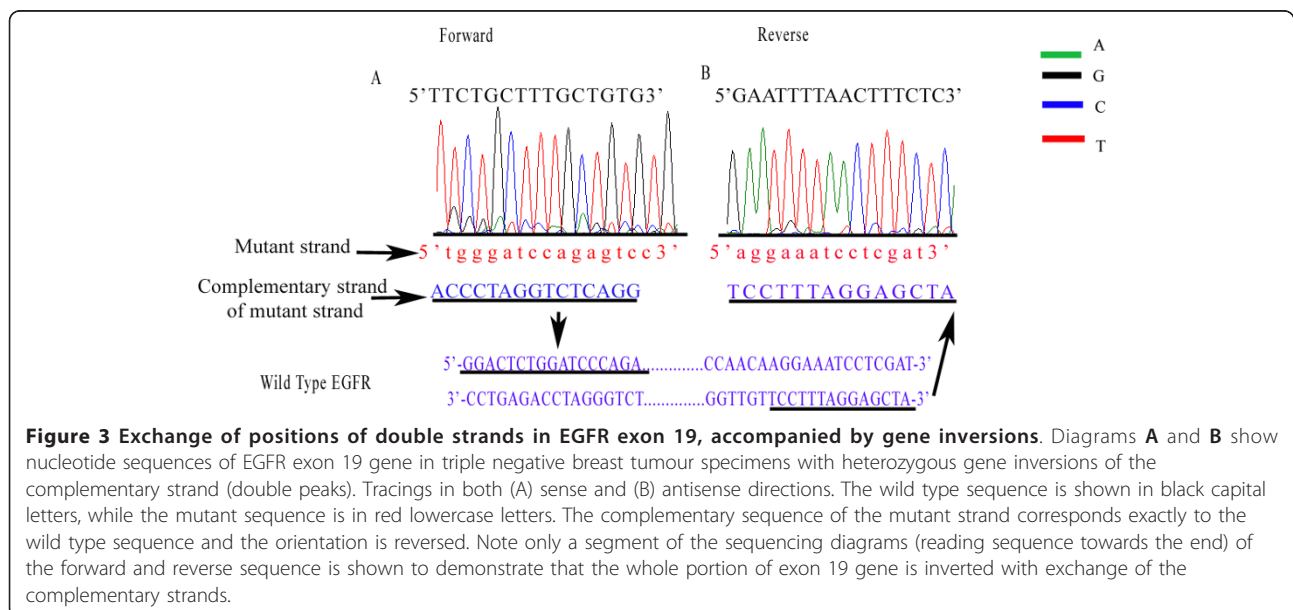 Forward
Reverse
A
B
5’TTCTGCTTTGCTGTG3’
5’GAATTTTAACTTTCTC3’
A
G
C
T
Mutant strand
5 ’ t g g g a t c c a g a g t c c 3 ’
5’ a g g a a a t c c t c g a t 3 ’
Complementary strand
of mutant strand
ACCCTAGGTCTCAGG
TCCTTTAGGAGCTA
Wild Type EGFR
5’-GGACTCTGGATCCCAGA.............CCAACAAGGAAATCCTCGAT-3’
3’-CCTGAGACCTAGGGTCT.............GGTTGTTCCTTTAGGAGCTA-3’
Figure 3 Exchange of positions of double strands in EGFR exon 19, accompanied by gene inversions. Diagrams A and B show
nucleotide sequences of EGFR exon 19 gene in triple negative breast tumour specimens with heterozygous gene inversions of the
complementary strand (double peaks). Tracings in both (A) sense and (B) antisense directions. The wild type sequence is shown in black capital
letters, while the mutant sequence is in red lowercase letters. The complementary sequence of the mutant strand corresponds exactly to the
wild type sequence and the orientation is reversed. Note only a segment of the sequencing diagrams (reading sequence towards the end) of
the forward and reverse sequence is shown to demonstrate that the whole portion of exon 19 gene is inverted with exchange of the
complementary strands.